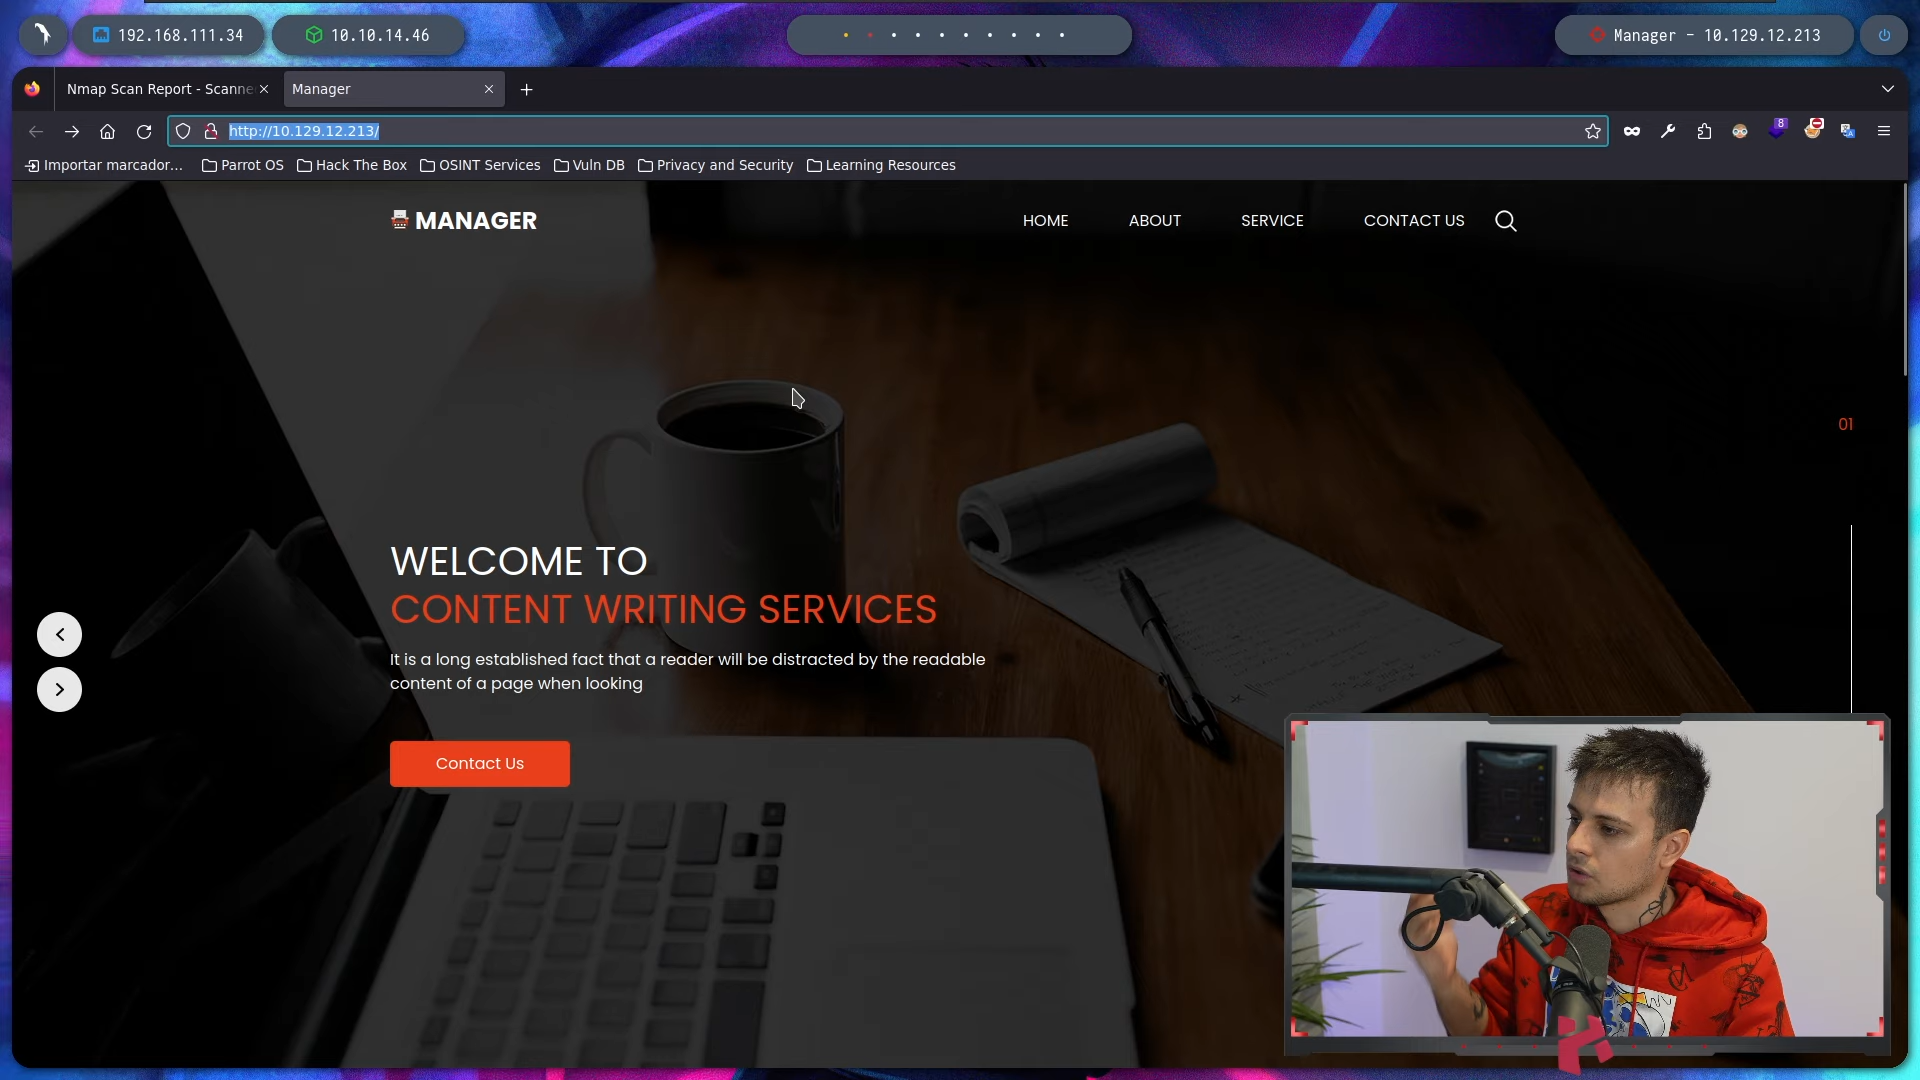 192.168.111.34
10.10.14.46
Manager - 10.129.12.213
Nmap Scan Report - Scanne
Manager
http://10.129.12.213/
8
Importar marcador...
Parrot OS
Hack The Box
OSINT Services
Vuln DB
Privacy and Security
Learning Resources
MANAGER
HOME
ABOUT
SERVICE
CONTACT US
01
WELCOME TO
CONTENT WRITING SERVICES
It is a long established fact that a reader will be distracted by the readable
content of a page when looking
Contact Us